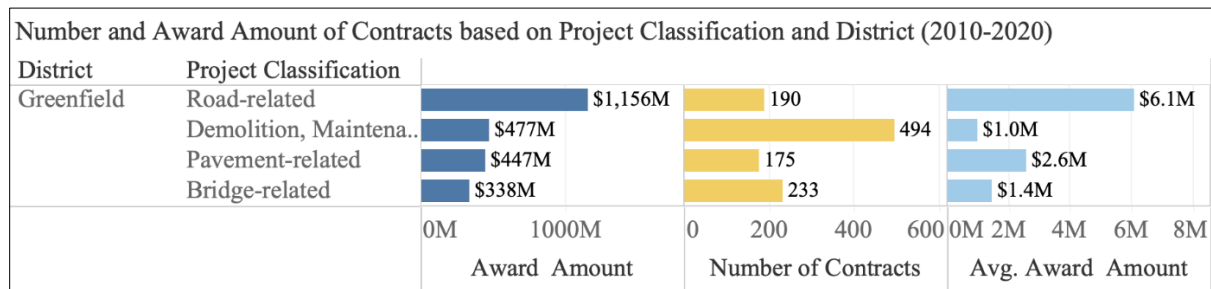 Number and Award Amount of Contracts based on Project Classification and District (2010-2020)
District Project Classification
Greenfield Road-related $1,156M 190 $6.1M
Demolition, Maintena.. $477M 494 $1.0M
Pavement-related $447M 175 $2.6M
Bridge-related $338M 233 $1.4M
0M 1000M 0 200 400 600 0M 2M 4M 6M 8M
Award Amount Number of Contracts Avg. Award Amount